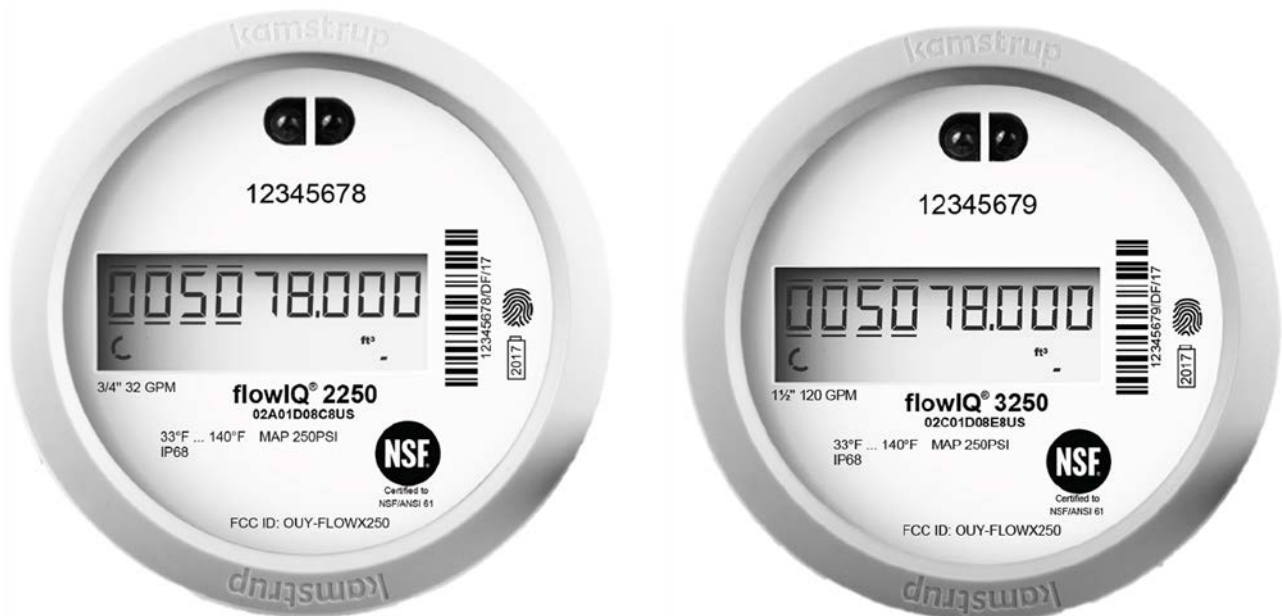 kamstrup
12345678
005078.000
ft³
12345678/DF/17
2017
3/4" 32 GPM
flowIQ® 2250
02A01D08C8US
33°F ... 140°F MAP 250PSI
IP68
NSF.
Certified to
NSF/ANSI 61
FCC ID: OUY-FLOWX250
kamstrup
kamstrup
12345679
005078.000
ft³
12345679/DF/17
2017
1½" 120 GPM
flowIQ® 3250
02C01D08E8US
33°F ... 140°F MAP 250PSI
IP68
NSF.
Certified to
NSF/ANSI 61
FCC ID: OUY-FLOWX250
kamstrup